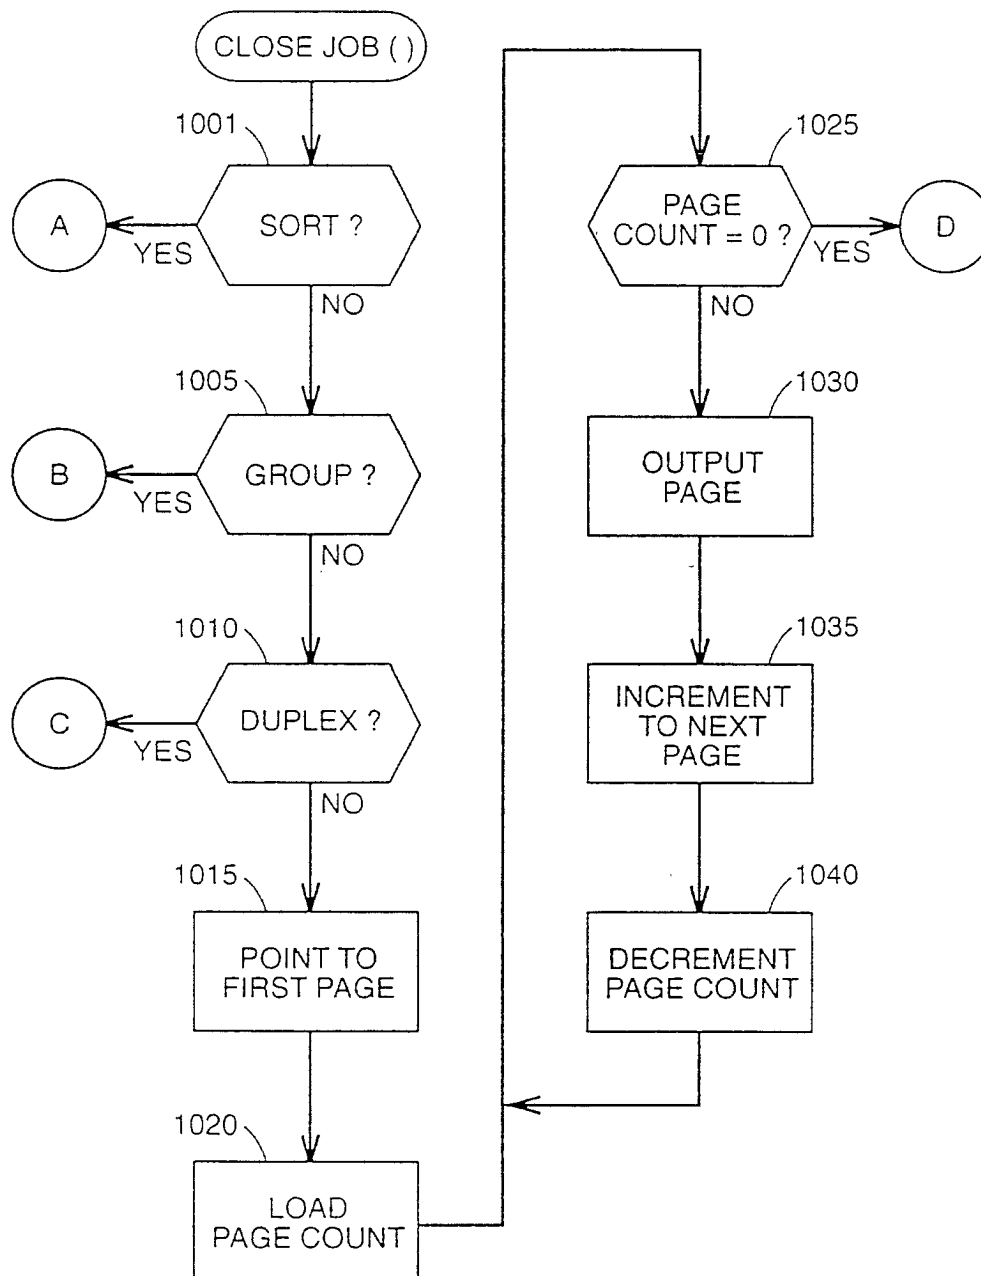 CLOSE JOB ( )
1001
SORT ?
A
YES
NO
1005
GROUP ?
B
YES
NO
1010
DUPLEX ?
C
YES
NO
1015
POINT TO
FIRST PAGE
1020
LOAD
PAGE COUNT
1025
PAGE
COUNT = 0 ?
YES
D
NO
1030
OUTPUT
PAGE
1035
INCREMENT
TO NEXT
PAGE
1040
DECREMENT
PAGE COUNT